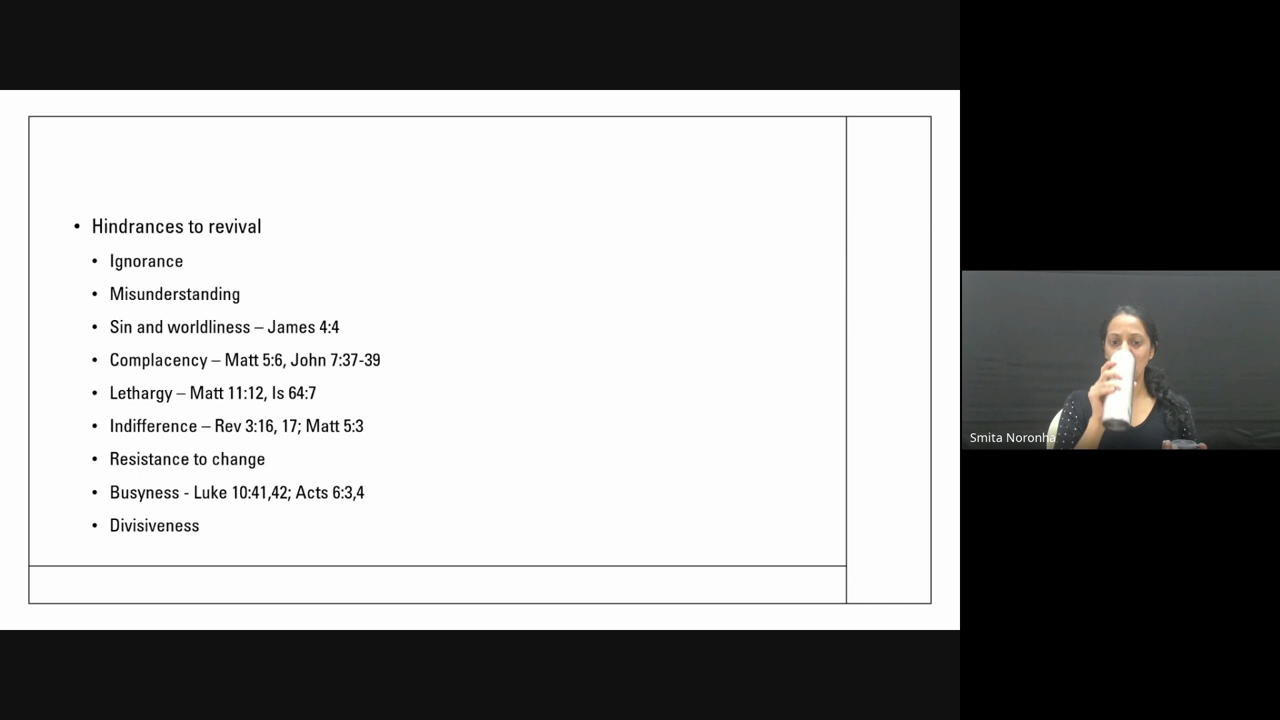 • Hindrances to revival
• Ignorance
• Misunderstanding
• Sin and worldliness – James 4:4
• Complacency – Matt 5:6, John 7:37-39
• Lethargy – Matt 11:12, Is 64:7
• Indifference – Rev 3:16, 17; Matt 5:3
• Resistance to change
• Busyness - Luke 10:41,42; Acts 6:3,4
• Divisiveness
Smita Noronha